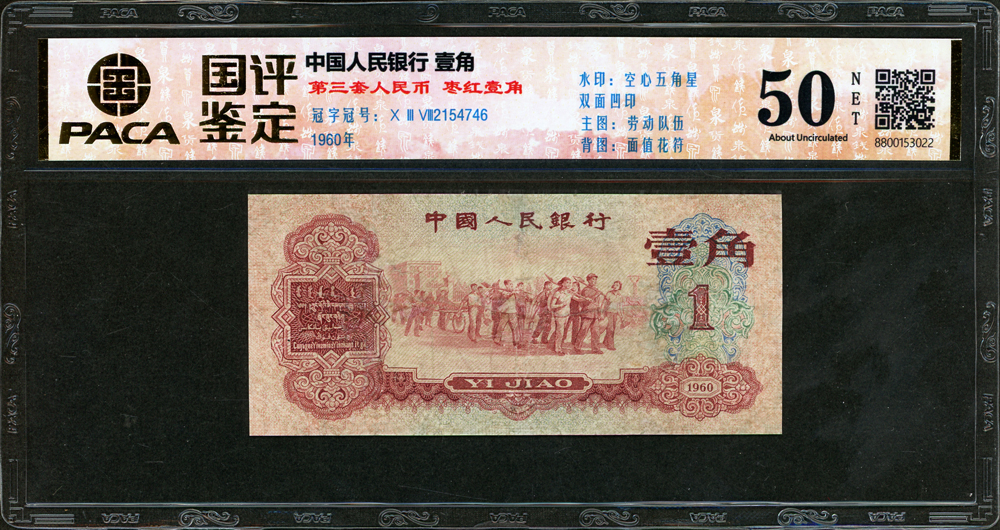 PACA
国评
鉴定
中国人民银行 壹角
第三套人民币 枣红壹角
冠字冠号: X Ⅲ Ⅷ2154746
1960年
水印: 空心五角星
双面凹印
主图: 劳动队伍
背图: 面值花符
50
NET
About Uncirculated
8800153022
中國人民銀行
壹角
1
YI JIAO
1960